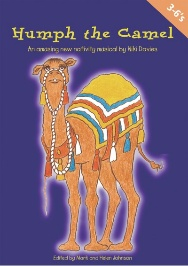 3-6's
Humph the Camel
An amazing new nativity musical by Niki Davies
Edited by Mark and Helen Johnson